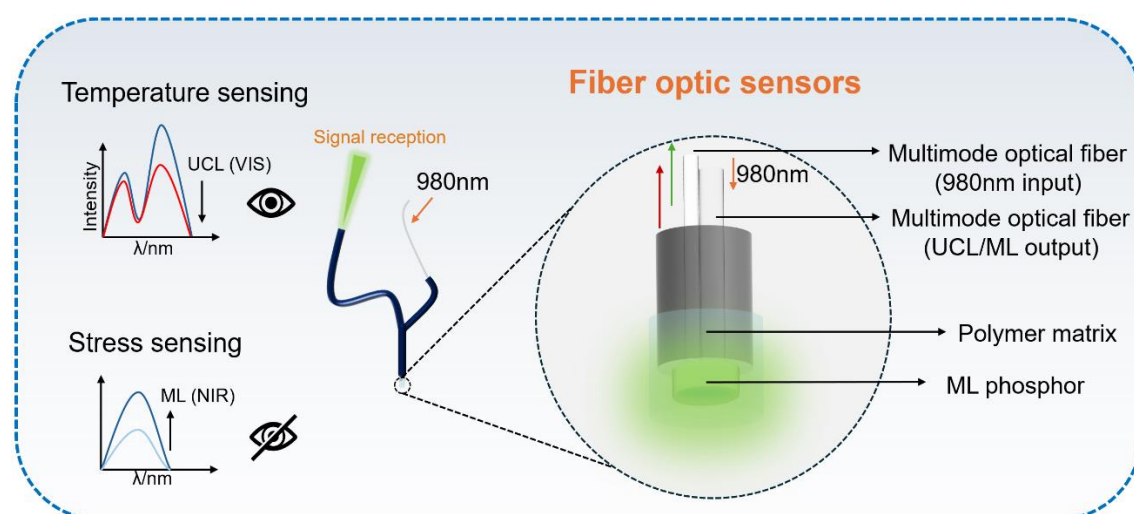 Fiber optic sensors
Temperature sensing
Intensity
UCL (VIS)
λ/nm
Signal reception
980nm
980nm
Multimode optical fiber
(980nm input)
Multimode optical fiber
(UCL/ML output)
Polymer matrix
ML phosphor
Stress sensing
ML (NIR)
λ/nm